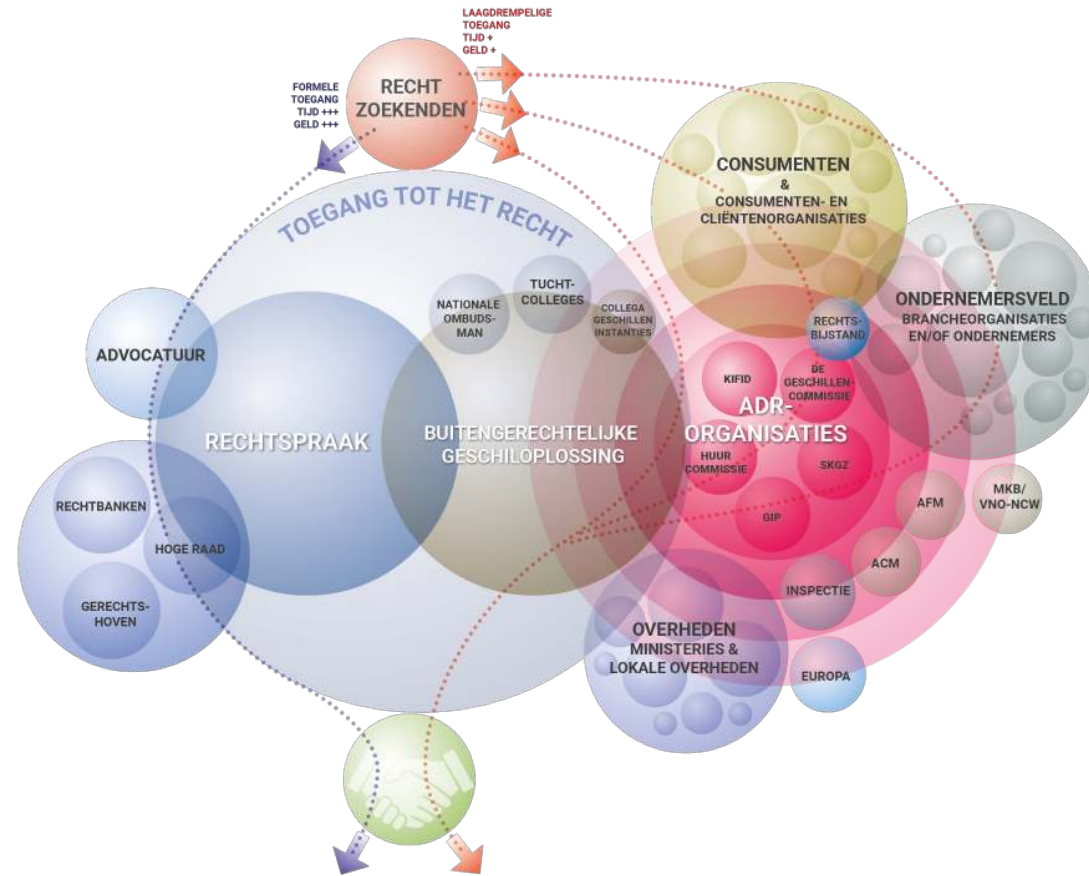 LAAGDREMPELIGE
TOEGANG
TIJD +
GELD +
RECHT
ZOEKENDEN
FORMELE
TOEGANG
TIJD +++
GELD +++
TOEGANG TOT HET RECHT
CONSUMENTEN
&
CONSUMENTEN- EN
CLIËNTENORGANISATIES
NATIONALE
OMBUDS-
MAN
TUCHT-
COLLEGES
COLLEGA
GESCHILLEN
INSTANTIES
RECHTS-
BIJSTAND
ONDERNEMERSVELD
BRANCHEORGANISATIES
EN/OF ONDERNEMERS
ADVOCATUUR
RECHTSPRAAK
BUITENGERECHTELIJKE
GESCHILOPLOSSING
KIFID
DE
GESCHILLEN-
COMMISSIE
ADR-
ORGANISATIES
HUUR
COMMISSIE
SKGZ
GIP
RECHTBANKEN
HOGE RAAD
GERECHTS-
HOVEN
AFM
MKB/
VNO-NCW
ACM
INSPECTIE
OVERHEDEN
MINISTERIES &
LOKALE OVERHEDEN
EUROPA